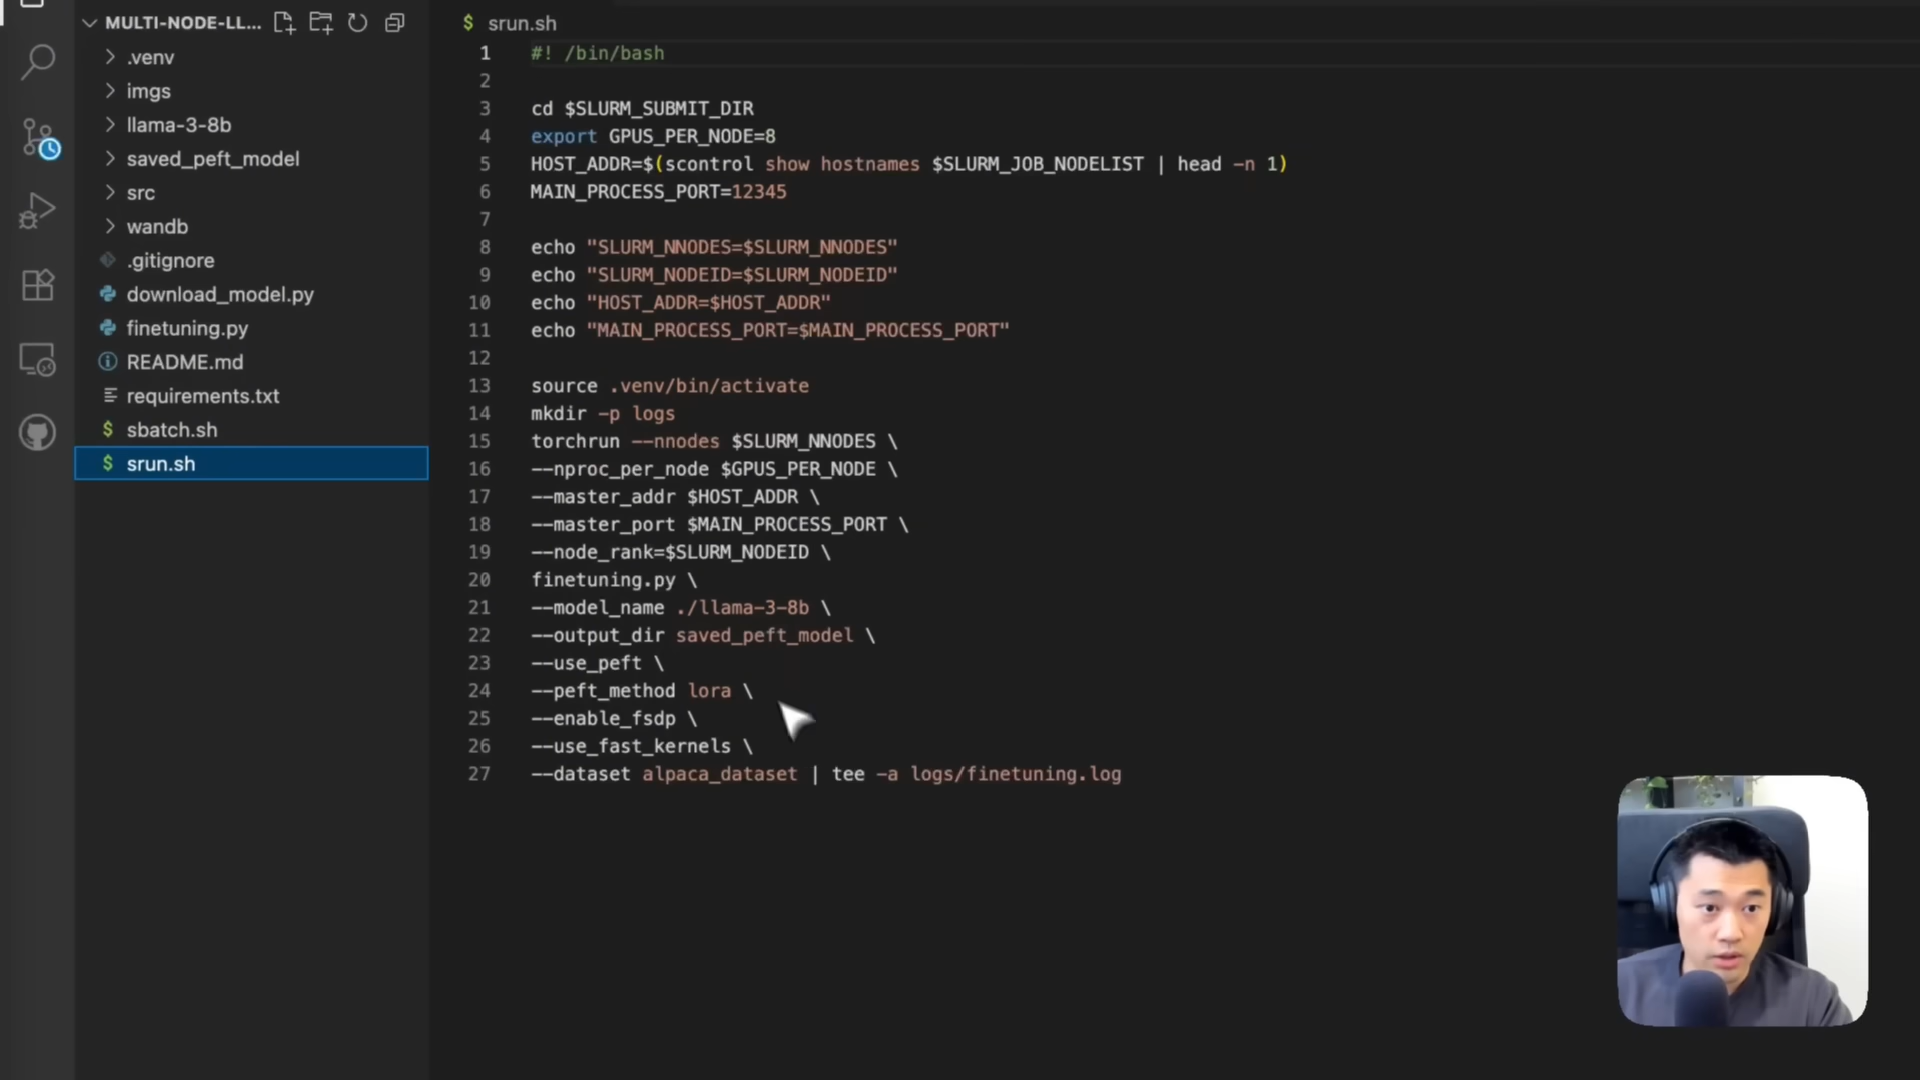 MULTI-NODE-LL...
.venv
imgs
llama-3-8b
saved_peft_model
src
wandb
.gitignore
download_model.py
finetuning.py
README.md
requirements.txt
$ sbatch.sh
$ srun.sh
$ srun.sh
1 #! /bin/bash
2
3 cd $SLURM_SUBMIT_DIR
4 export GPUS_PER_NODE=8
5 HOST_ADDR=$(scontrol show hostnames $SLURM_JOB_NODELIST | head -n 1)
6 MAIN_PROCESS_PORT=12345
7
8 echo "SLURM_NNODES=$SLURM_NNODES"
9 echo "SLURM_NODEID=$SLURM_NODEID"
10 echo "HOST_ADDR=$HOST_ADDR"
11 echo "MAIN_PROCESS_PORT=$MAIN_PROCESS_PORT"
12
13 source .venv/bin/activate
14 mkdir -p logs
15 torchrun --nnodes $SLURM_NNODES \
16 --nproc_per_node $GPUS_PER_NODE \
17 --master_addr $HOST_ADDR \
18 --master_port $MAIN_PROCESS_PORT \
19 --node_rank=$SLURM_NODEID \
20 finetuning.py \
21 --model_name ./llama-3-8b \
22 --output_dir saved_peft_model \
23 --use_peft \
24 --peft_method lora \
25 --enable_fsdp \
26 --use_fast_kernels \
27 --dataset alpaca_dataset | tee -a logs/finetuning.log